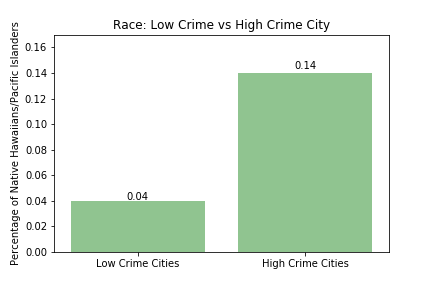 Race: Low Crime vs High Crime City
Percentage of Native Hawaiians/Pacific Islanders
0.16
0.14
0.12
0.10
0.08
0.06
0.04
0.02
0.00
0.04
0.14
Low Crime Cities
High Crime Cities